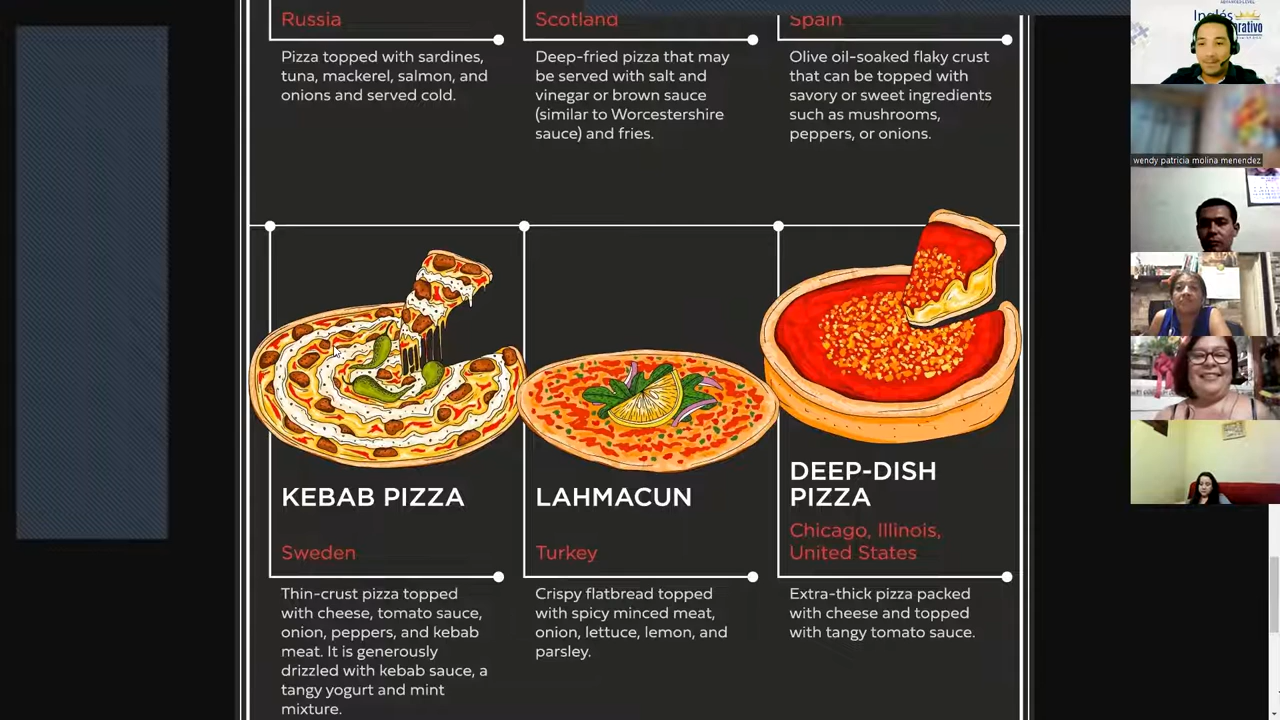 Russia
Pizza topped with sardines,
tuna, mackerel, salmon, and
onions and served cold.
Scotland
Deep-fried pizza that may
be served with salt and
vinegar or brown sauce
(similar to Worcestershire
sauce) and fries.
Spain
Olive oil-soaked flaky crust
that can be topped with
savory or sweet ingredients
such as mushrooms,
peppers, or onions.
KEBAB PIZZA
Sweden
Thin-crust pizza topped
with cheese, tomato sauce,
onion, peppers, and kebab
meat. It is generously
drizzled with kebab sauce, a
tangy yogurt and mint
mixture.
LAHMACUN
Turkey
Crispy flatbread topped
with spicy minced meat,
onion, lettuce, lemon, and
parsley.
DEEP-DISH
PIZZA
Chicago, Illinois,
United States
Extra-thick pizza packed
with cheese and topped
with tangy tomato sauce.
Inglés
wendy patricia molina menendez